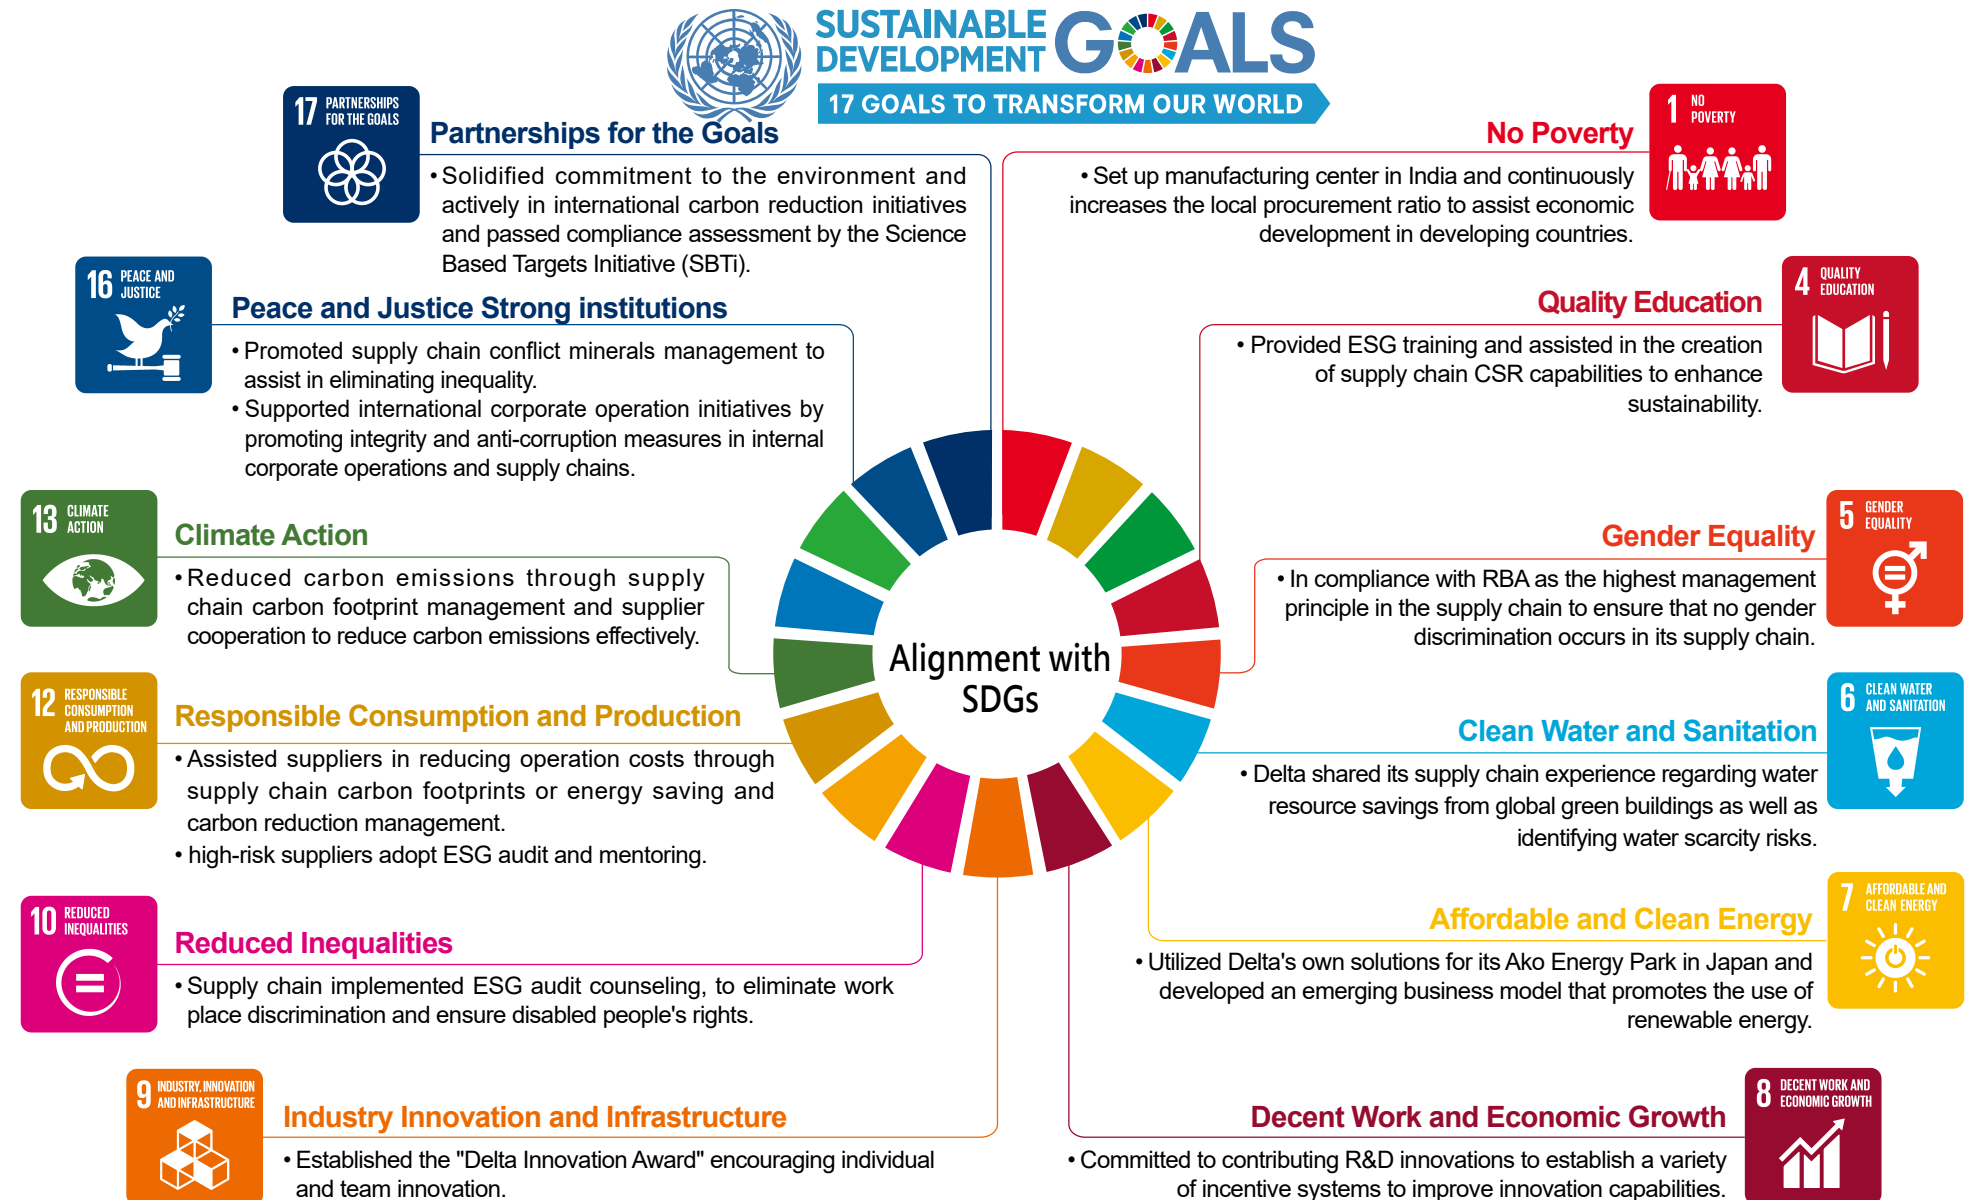 SUSTAINABLE
DEVELOPMENT
GOALS
17 GOALS TO TRANSFORM OUR WORLD
17 PARTNERSHIPS
FOR THE GOALS
Partnerships for the Goals
• Solidified commitment to the environment and
actively in international carbon reduction initiatives
and passed compliance assessment by the Science
Based Targets Initiative (SBTi).
16 PEACE AND
JUSTICE
Peace and Justice Strong institutions
• Promoted supply chain conflict minerals management to
assist in eliminating inequality.
• Supported international corporate operation initiatives by
promoting integrity and anti-corruption measures in internal
corporate operations and supply chains.
13 CLIMATE
ACTION
Climate Action
• Reduced carbon emissions through supply
chain carbon footprint management and supplier
cooperation to reduce carbon emissions effectively.
12 RESPONSIBLE
CONSUMPTION
AND PRODUCTION
Responsible Consumption and Production
• Assisted suppliers in reducing operation costs through
supply chain carbon footprints or energy saving and
carbon reduction management.
• high-risk suppliers adopt ESG audit and mentoring.
10 REDUCED
INEQUALITIES
Reduced Inequalities
• Supply chain implemented ESG audit counseling, to eliminate work
place discrimination and ensure disabled people's rights.
9 INDUSTRY, INNOVATION
AND INFRASTRUCTURE
Industry Innovation and Infrastructure
• Established the "Delta Innovation Award" encouraging individual
and team innovation.
Alignment with
SDGs
1 NO
POVERTY
No Poverty
• Set up manufacturing center in India and continuously
increases the local procurement ratio to assist economic
development in developing countries.
4 QUALITY
EDUCATION
Quality Education
• Provided ESG training and assisted in the creation
of supply chain CSR capabilities to enhance
sustainability.
5 GENDER
EQUALITY
Gender Equality
• In compliance with RBA as the highest management
principle in the supply chain to ensure that no gender
discrimination occurs in its supply chain.
6 CLEAN WATER
AND SANITATION
Clean Water and Sanitation
• Delta shared its supply chain experience regarding water
resource savings from global green buildings as well as
identifying water scarcity risks.
7 AFFORDABLE AND
CLEAN ENERGY
Affordable and Clean Energy
• Utilized Delta's own solutions for its Ako Energy Park in Japan and
developed an emerging business model that promotes the use of
renewable energy.
8 DECENT WORK AND
ECONOMIC GROWTH
Decent Work and Economic Growth
• Committed to contributing R&D innovations to establish a variety
of incentive systems to improve innovation capabilities.